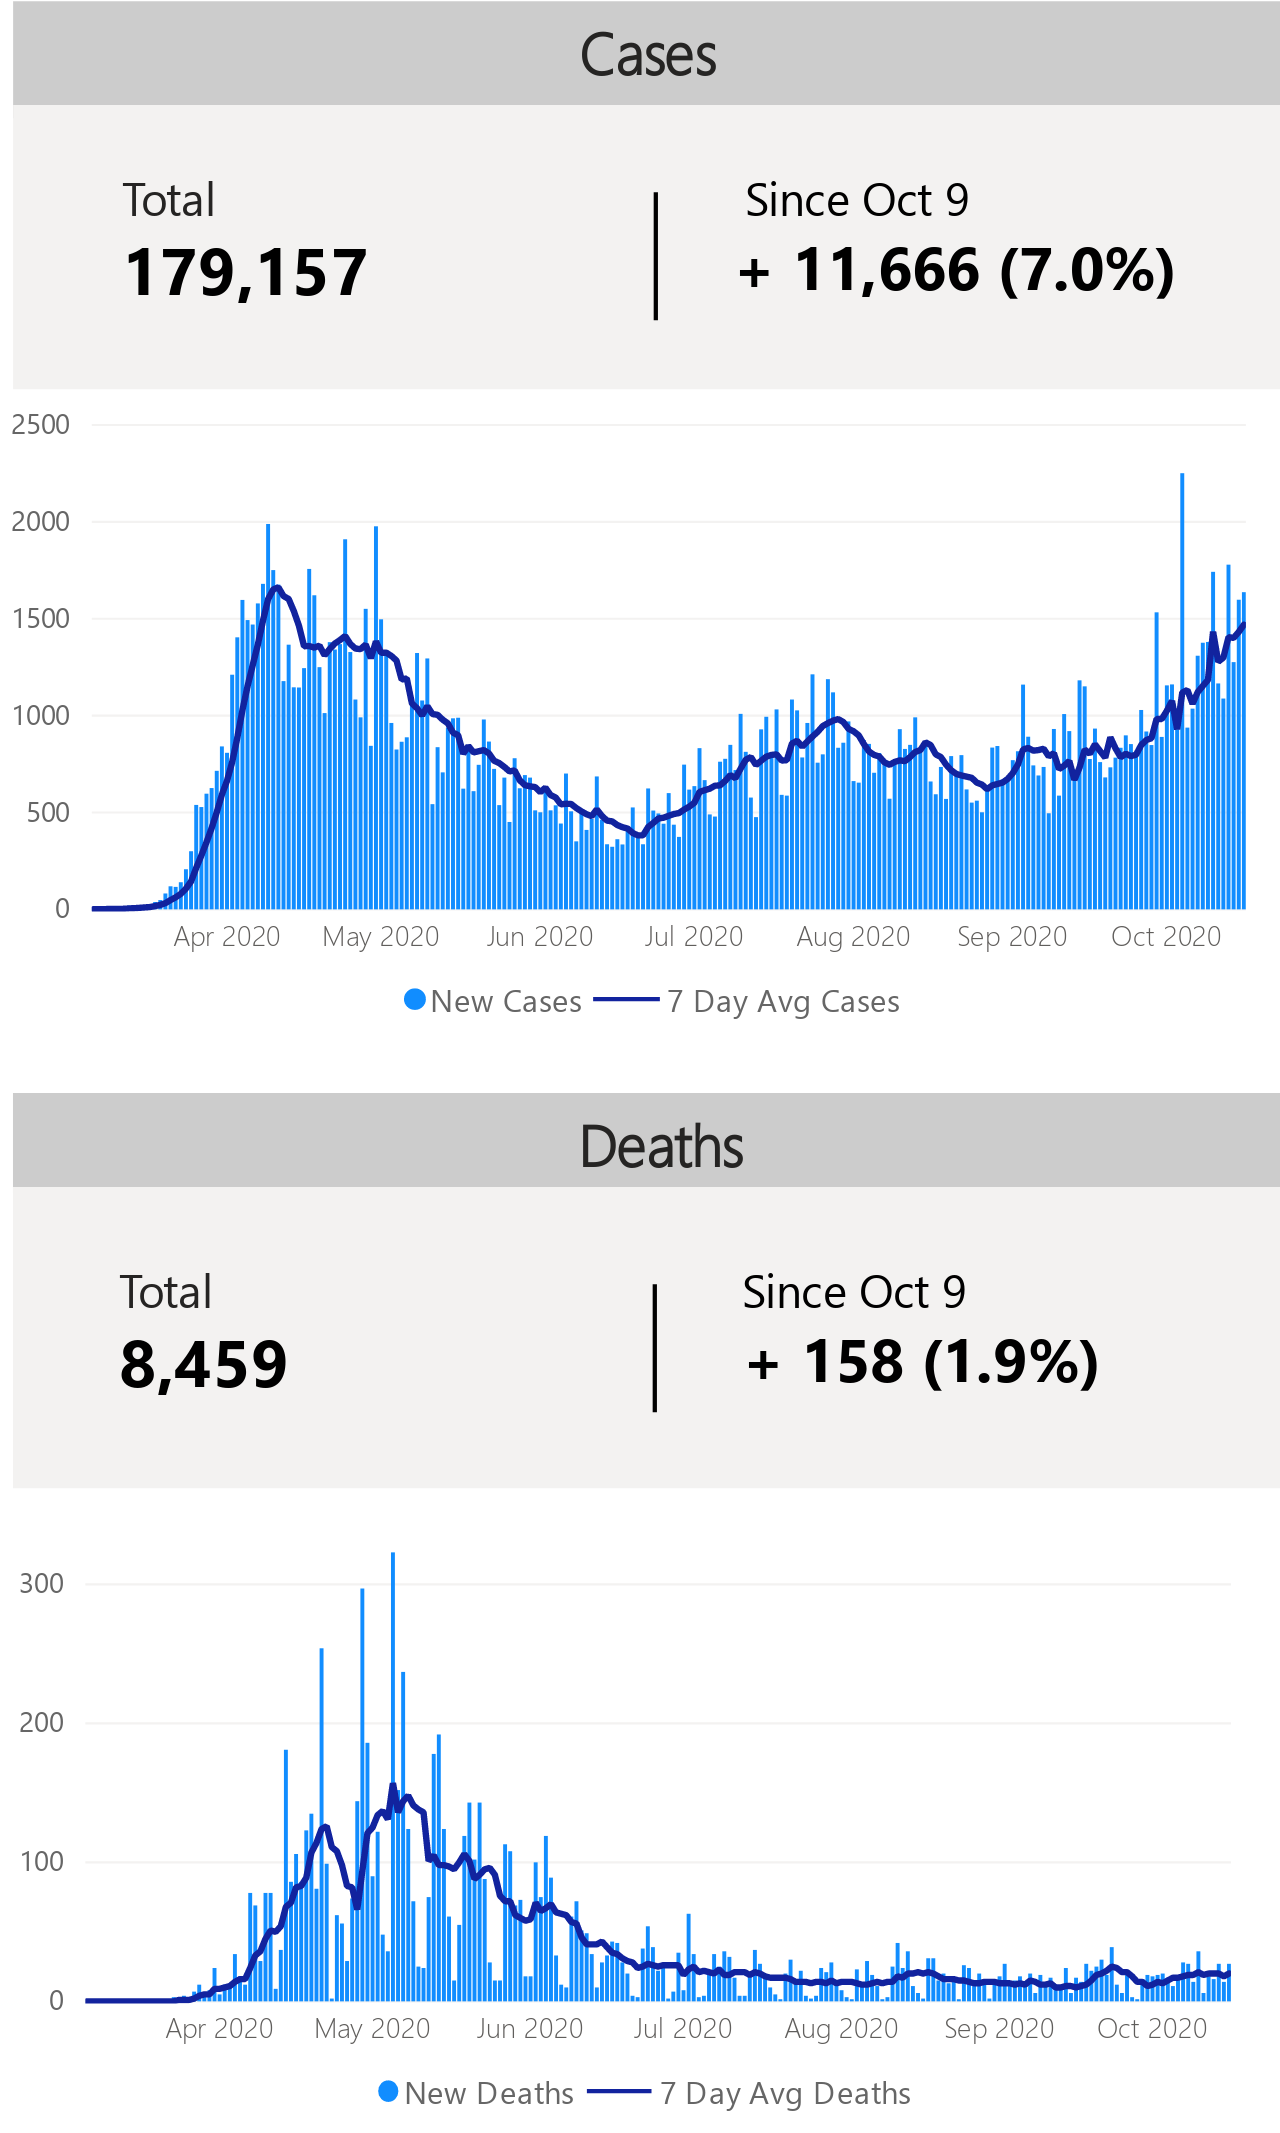 Cases
Total
Since Oct 9
179,157
+ 11,666 (7.0%)
2500
2000
1500
1000
500
0
Apr 2020 May 2020 Jun 2020 Jul 2020 Aug 2020 Sep 2020 Oct 2020
New Cases 7 Day Avg Cases
Deaths
Total
Since Oct 9
8,459
+ 158 (1.9%)
300
200
100
0
Apr 2020 May 2020 Jun 2020 Jul 2020 Aug 2020 Sep 2020 Oct 2020
New Deaths 7 Day Avg Deaths